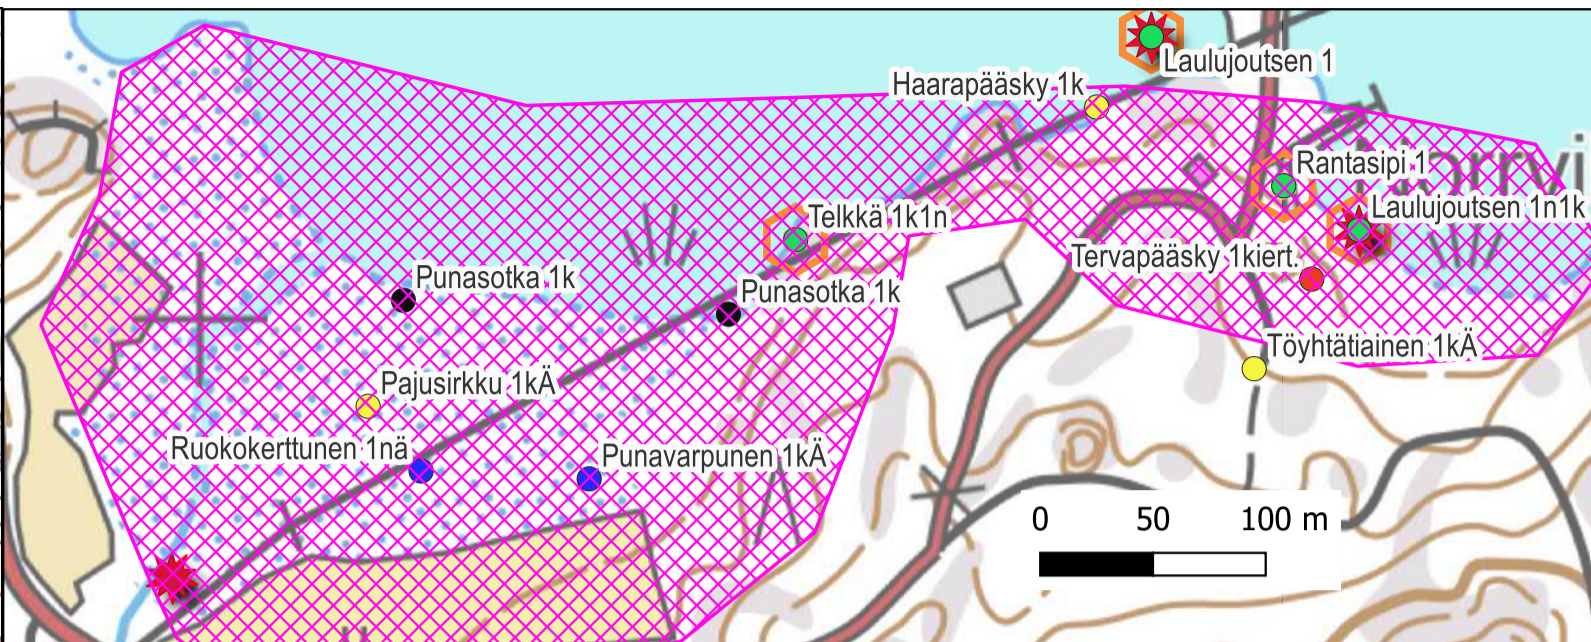 Laulujoutsen 1
Haarapääsky 1k
Rantasipi 1
Laulujoutsen 1n1k
Telkkä 1k1n
Tervapääsky 1kiert.
Punasotka 1k
Punasotka 1k
Töyhtötiainen 1kÄ
Pajusirkku 1kÄ
Ruokokerttunen 1nä
Punavarpunen 1kÄ
0 50 100 m